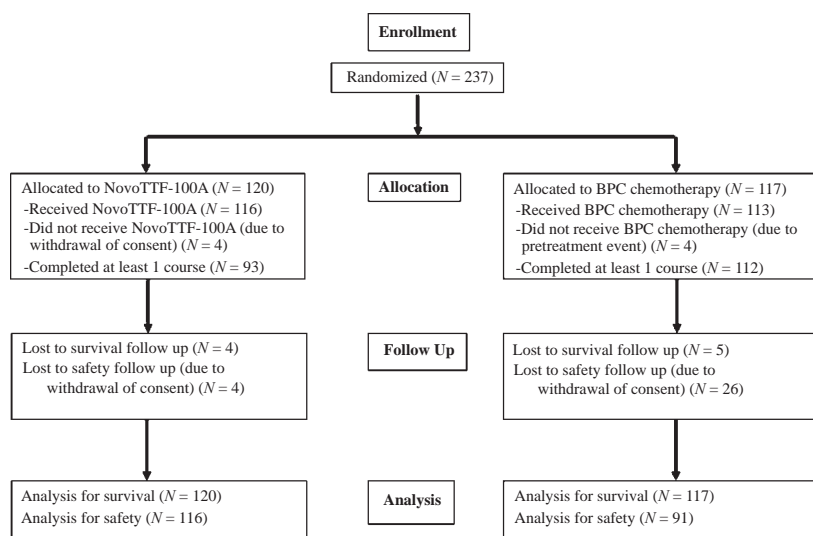 Enrollment
Randomized (N = 237)
Allocated to NovoTTF-100A (N = 120)
-Received NovoTTF-100A (N = 116)
-Did not receive NovoTTF-100A (due to
withdrawal of consent) (N = 4)
-Completed at least 1 course (N = 93)
Allocation
Allocated to BPC chemotherapy (N = 117)
-Received BPC chemotherapy (N = 113)
-Did not receive BPC chemotherapy (due to
pretreatment event) (N = 4)
-Completed at least 1 course (N = 112)
Lost to survival follow up (N = 4)
Lost to safety follow up (due to
withdrawal of consent) (N = 4)
Follow Up
Lost to survival follow up (N = 5)
Lost to safety follow up (due to
withdrawal of consent) (N = 26)
Analysis for survival (N = 120)
Analysis for safety (N = 116)
Analysis
Analysis for survival (N = 117)
Analysis for safety (N = 91)